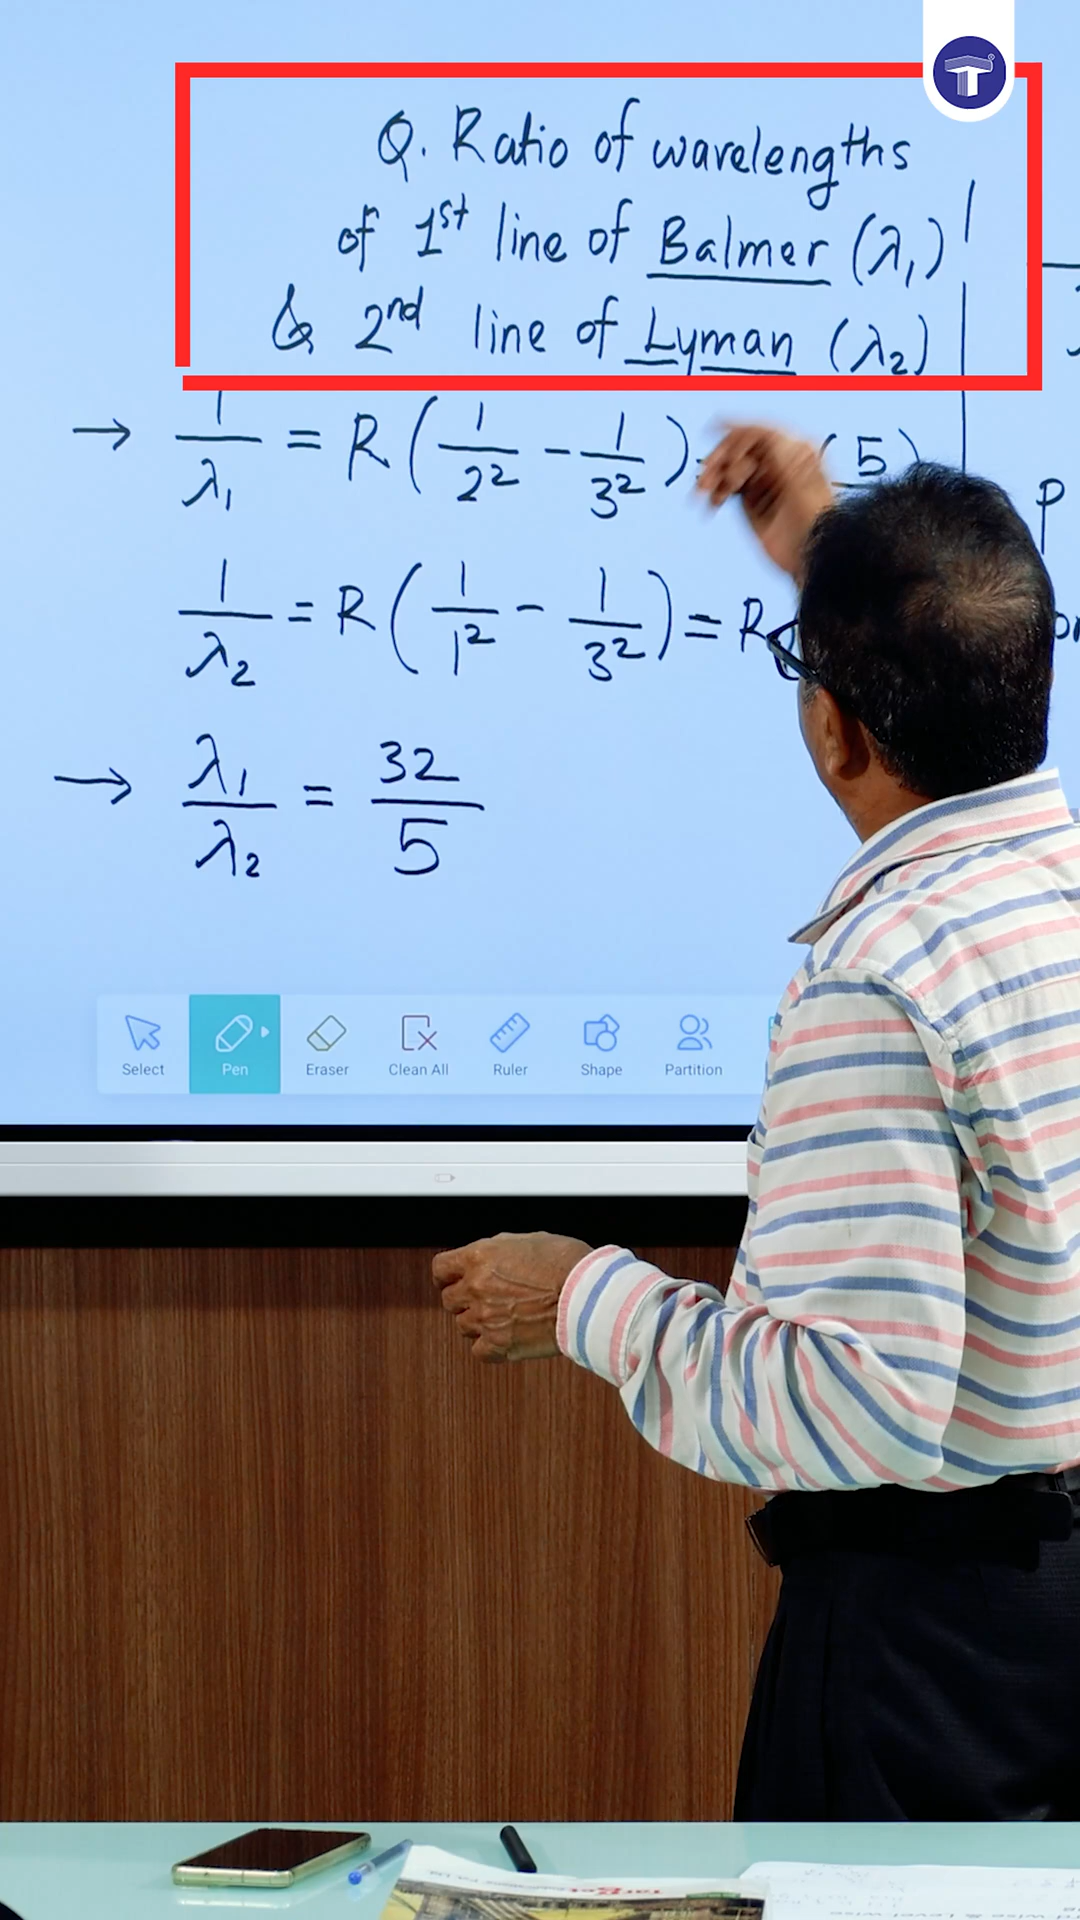 Q. Ratio of wavelengths
of 1st line of Balmer (λ₁)
& 2nd line of Lyman (λ₂)
→ 1/λ₁ = R(1/2² - 1/3²) = (5)
1/λ₂ = R(1/1² - 1/3²) = R
→ λ₁/λ₂ = 32/5
P
Select
Pen
Eraser
Clean All
Ruler
Shape
Partition
Target